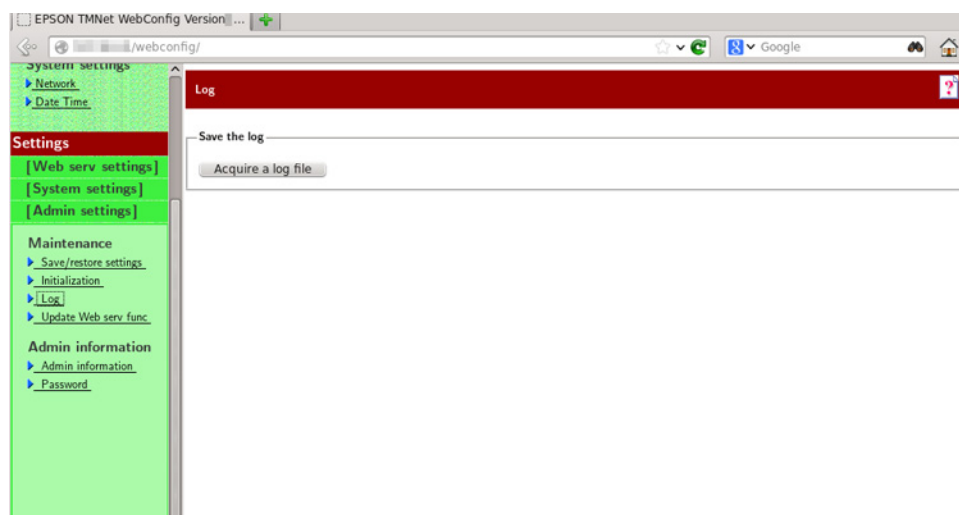 EPSON TMNet WebConfig Version ...
/webconfig/
Google
System settings
Network
Date Time
Settings
[Web serv settings]
[System settings]
[Admin settings]
Maintenance
Save/restore settings
Initialization
Log
Update Web serv func
Admin information
Admin information
Password
Log
?
Save the log
Acquire a log file